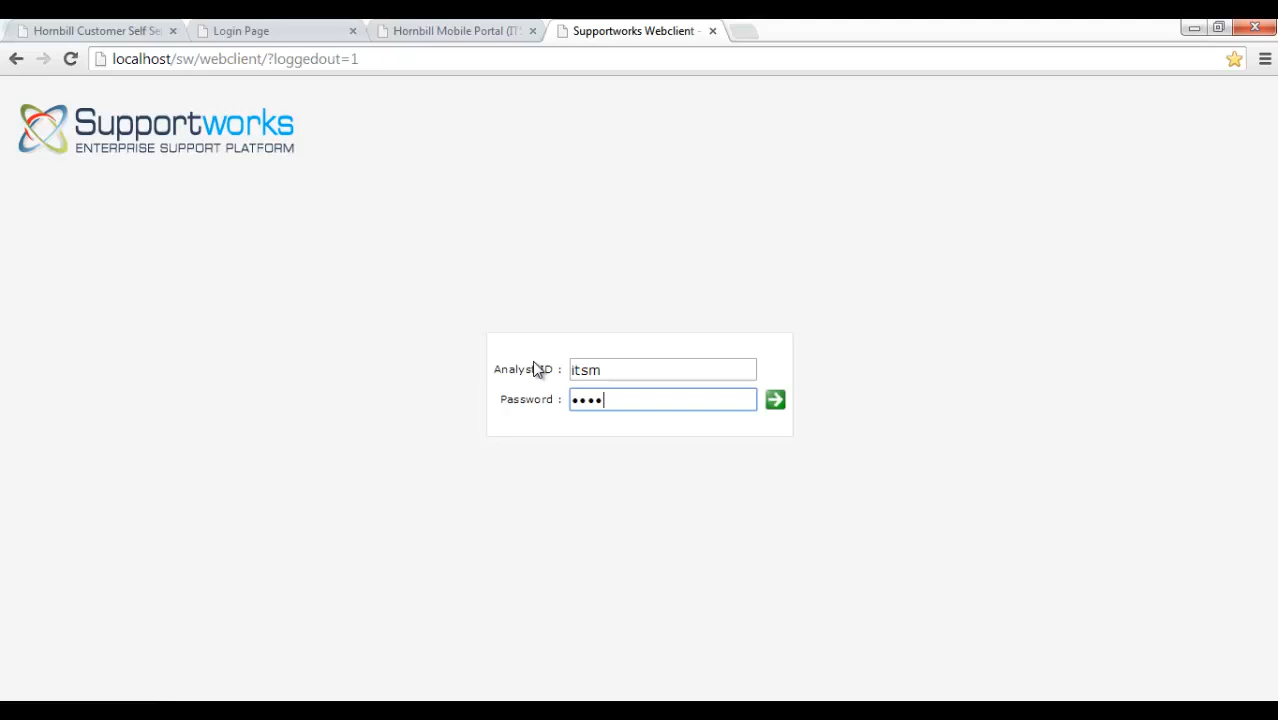 Hornbill Customer Self Se
Login Page
Hornbill Mobile Portal (IT
Supportworks Webclient -
localhost/sw/webclient/?loggedout=1
Supportworks
ENTERPRISE SUPPORT PLATFORM
Analyst ID : itsm
Password : ••••